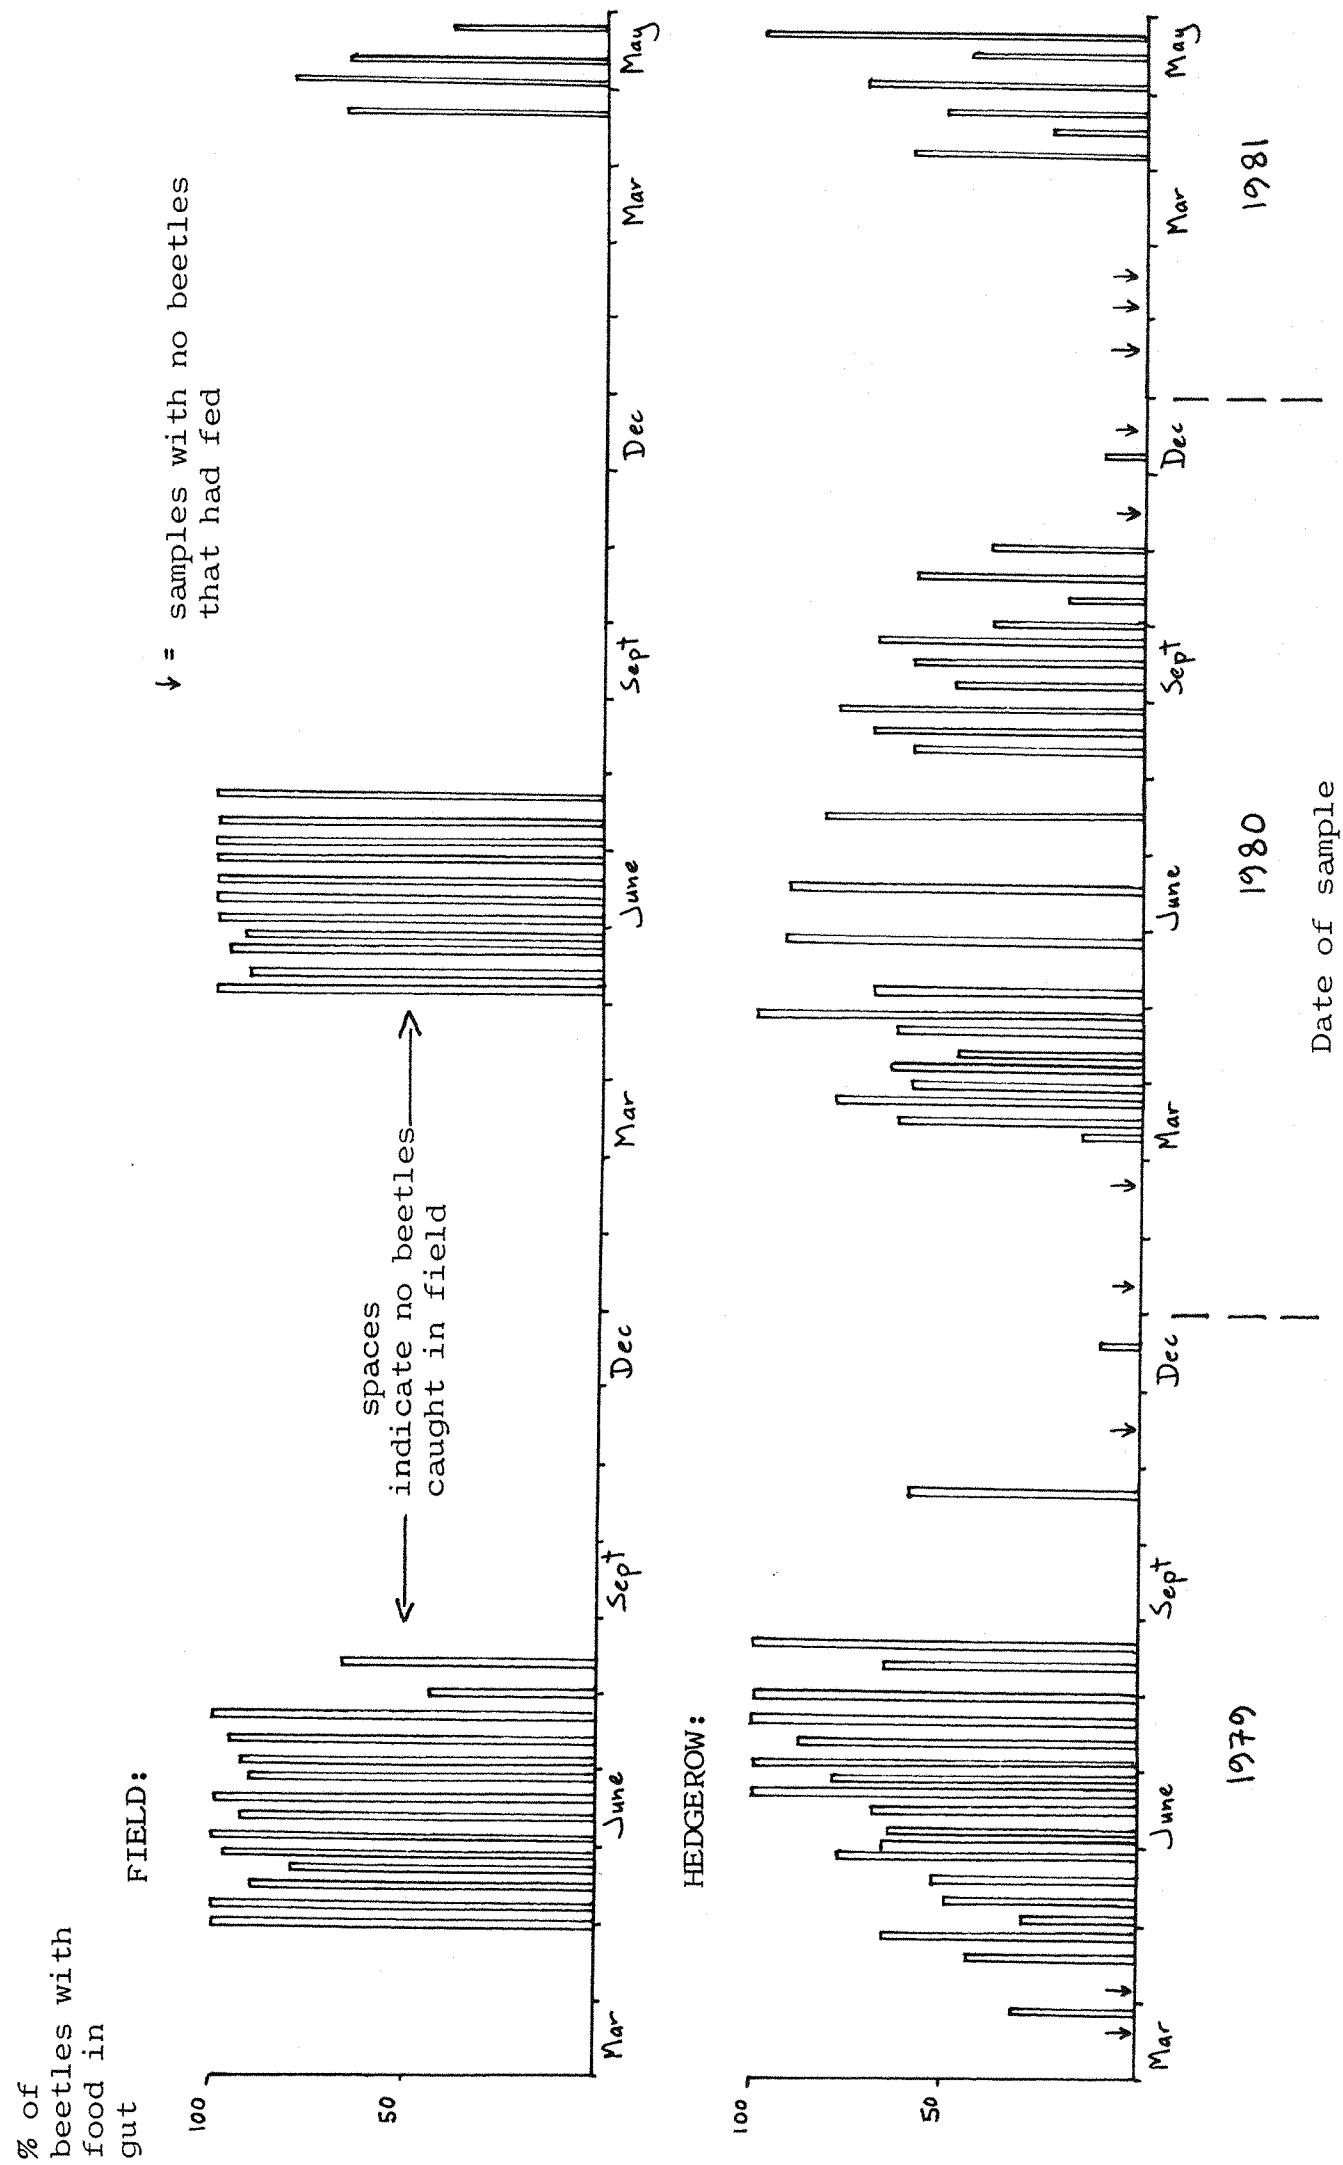 % of
beetles with
food in
gut
FIELD:
↓ = samples with no beetles
that had fed
100
50
spaces
indicate no beetles
caught in field
Mar
June
Sept
Dec
Mar
June
Sept
Dec
Mar
May
HEDGEROW:
100
50
Mar
June
Sept
Dec
Mar
June
Sept
Dec
Mar
May
1979
1980
1981
Date of sample